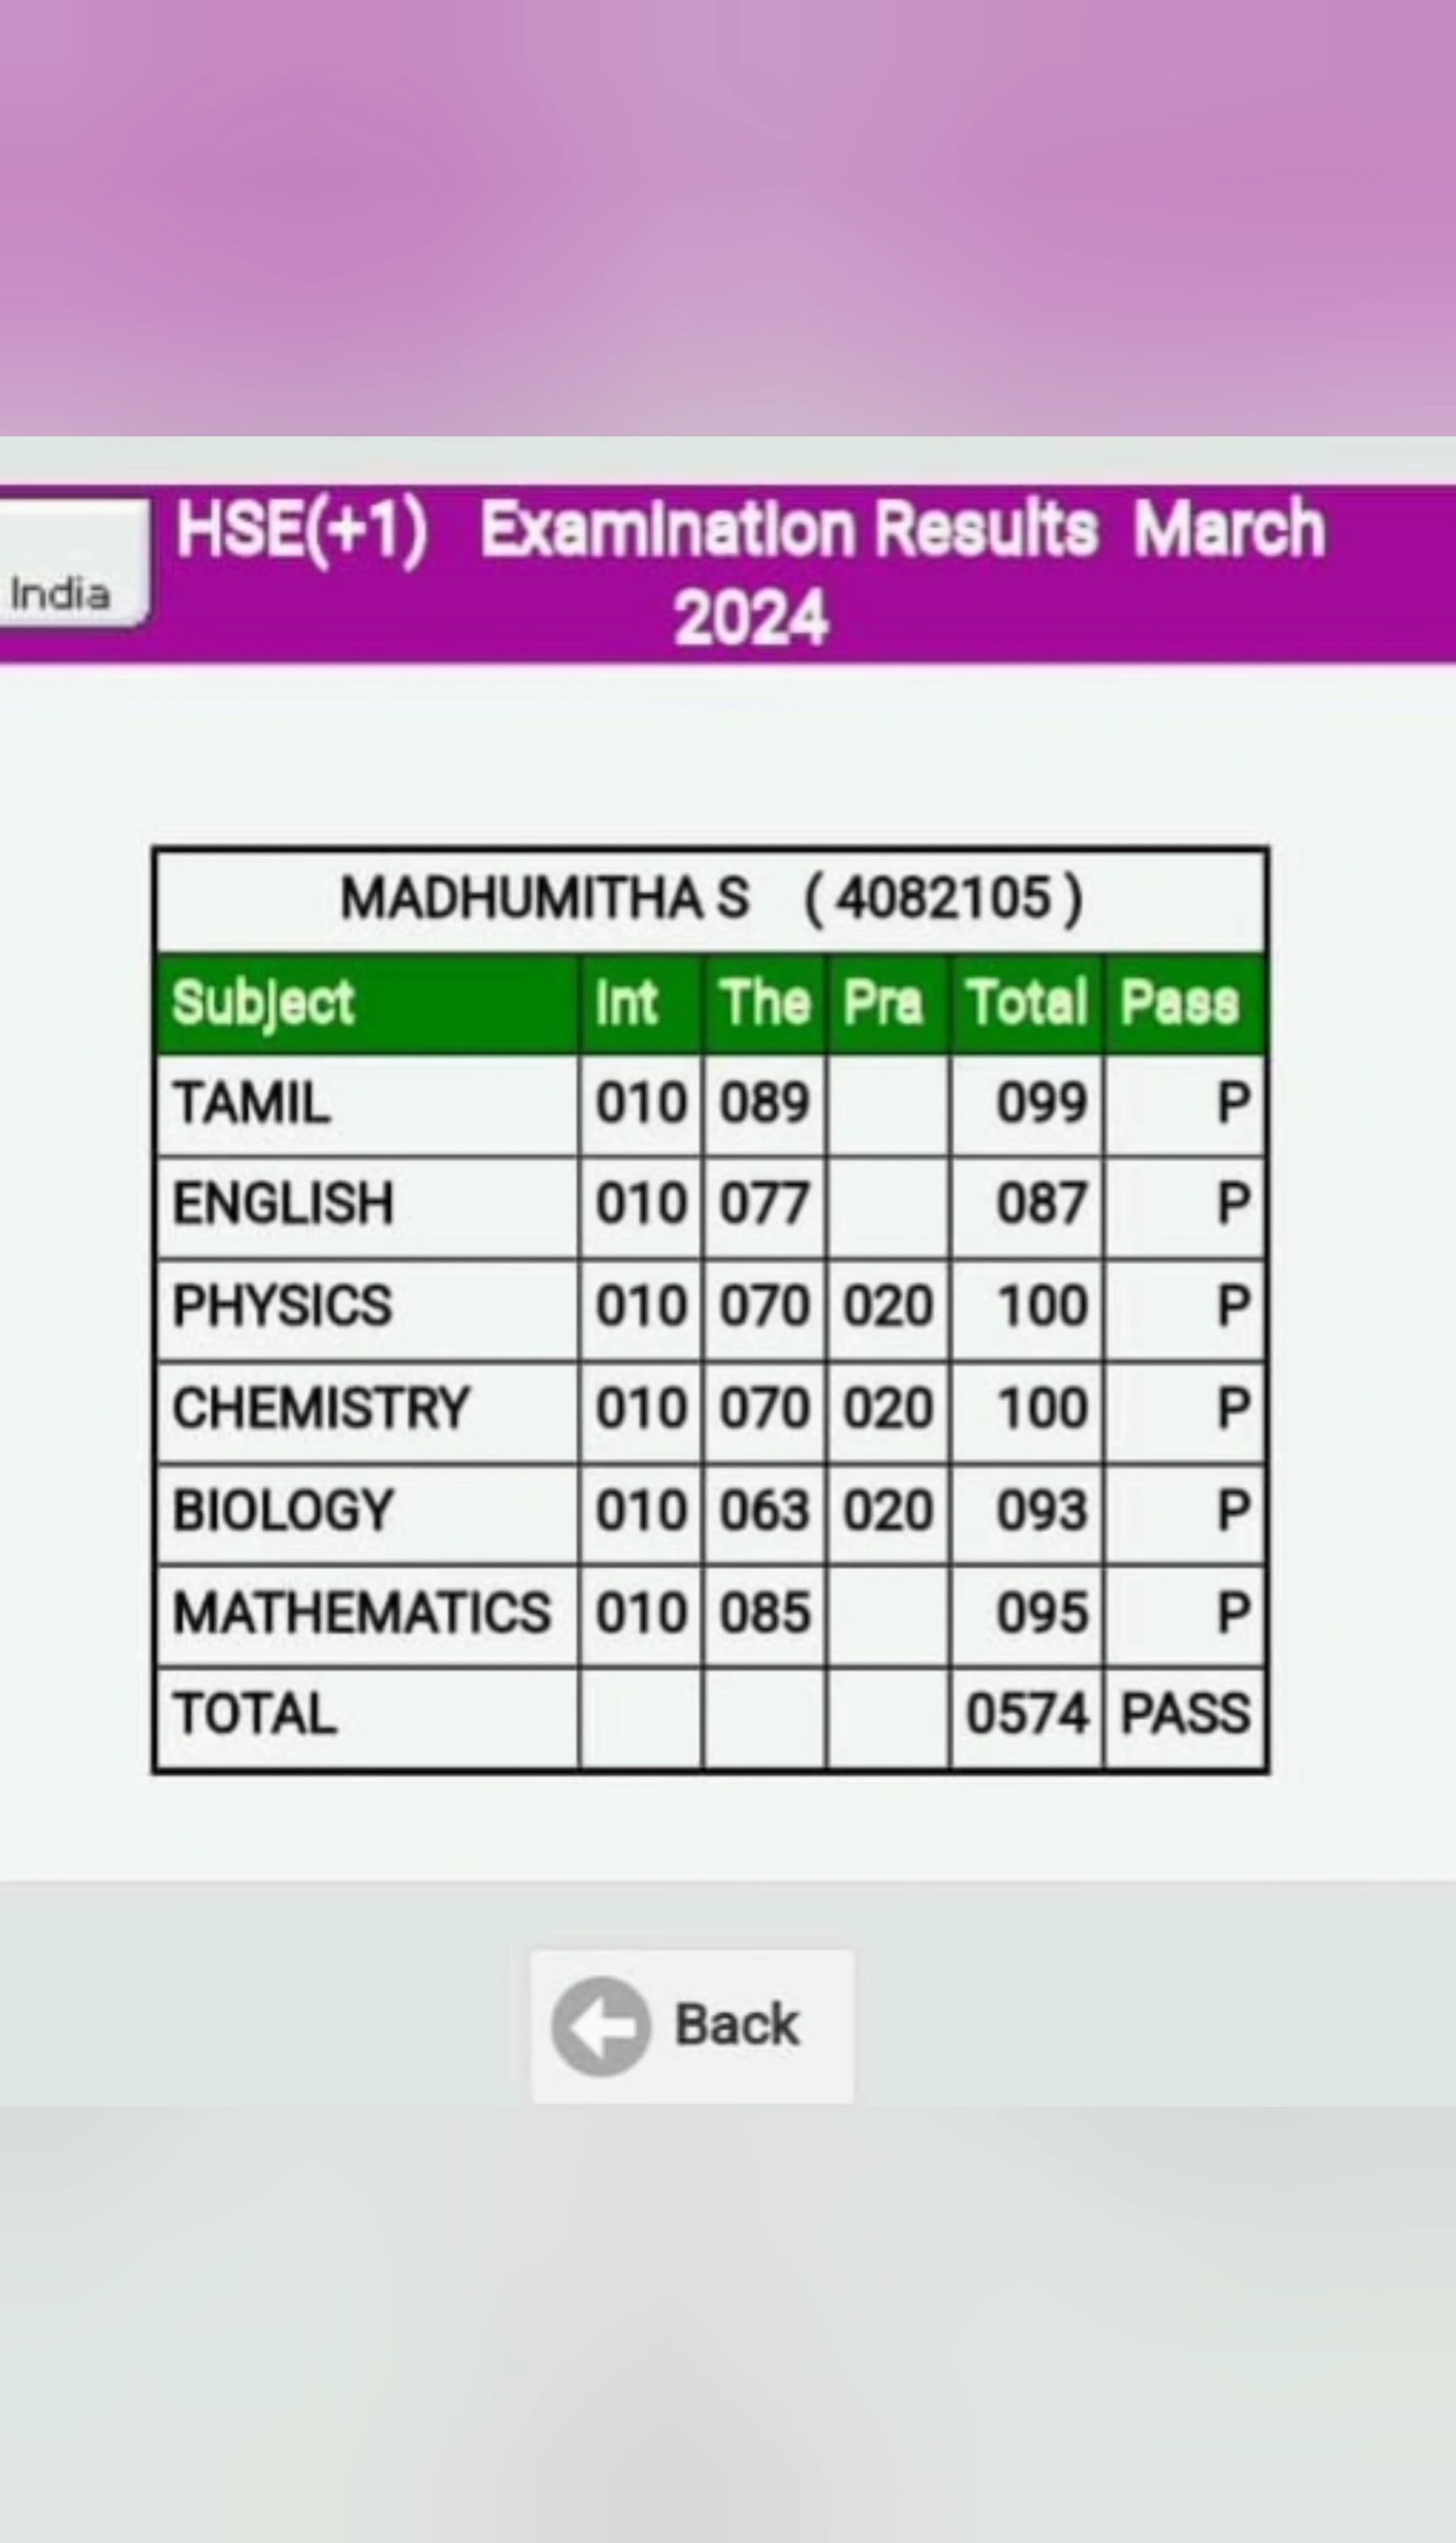 HSE(+1) Examination Results March
2024
India
MADHUMITHA S ( 4082105 )
Subject Int The Pra Total Pass
TAMIL 010 089 099 P
ENGLISH 010 077 087 P
PHYSICS 010 070 020 100 P
CHEMISTRY 010 070 020 100 P
BIOLOGY 010 063 020 093 P
MATHEMATICS 010 085 095 P
TOTAL 0574 PASS
Back